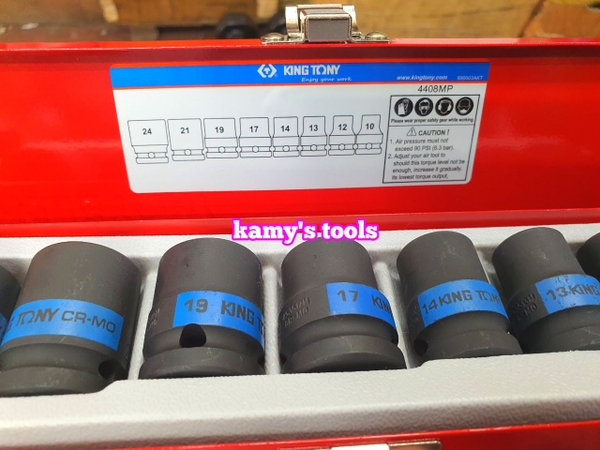 KING TONY
Enjoy your work.
www.kingtony.com
4408MP
24 21 19 17 14 13 12 10
Please wear proper safety gear while working
CAUTION !
1. Air pressure must not
exceed 90 PSI (6.3 bar).
2. Adjust your air tool to
should this torque level not be
enough, increase it gradually,
its lowest torque output.
kamy's.tools
TONY CR-MO
19 KING
17 KING
14 KING TONY
13 KING